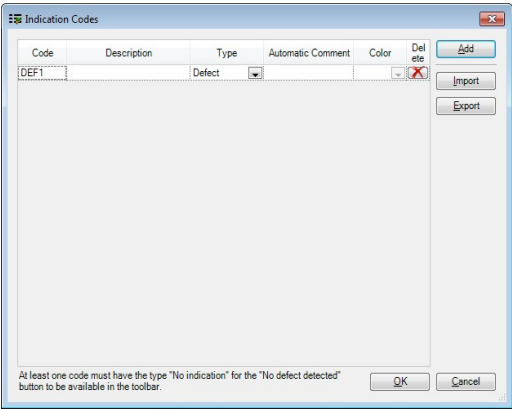 Indication Codes
Code Description Type Automatic Comment Color Del
ete
DEF1 Defect
Add
Import
Export
At least one code must have the type "No indication" for the "No defect detected"
button to be available in the toolbar.
OK Cancel